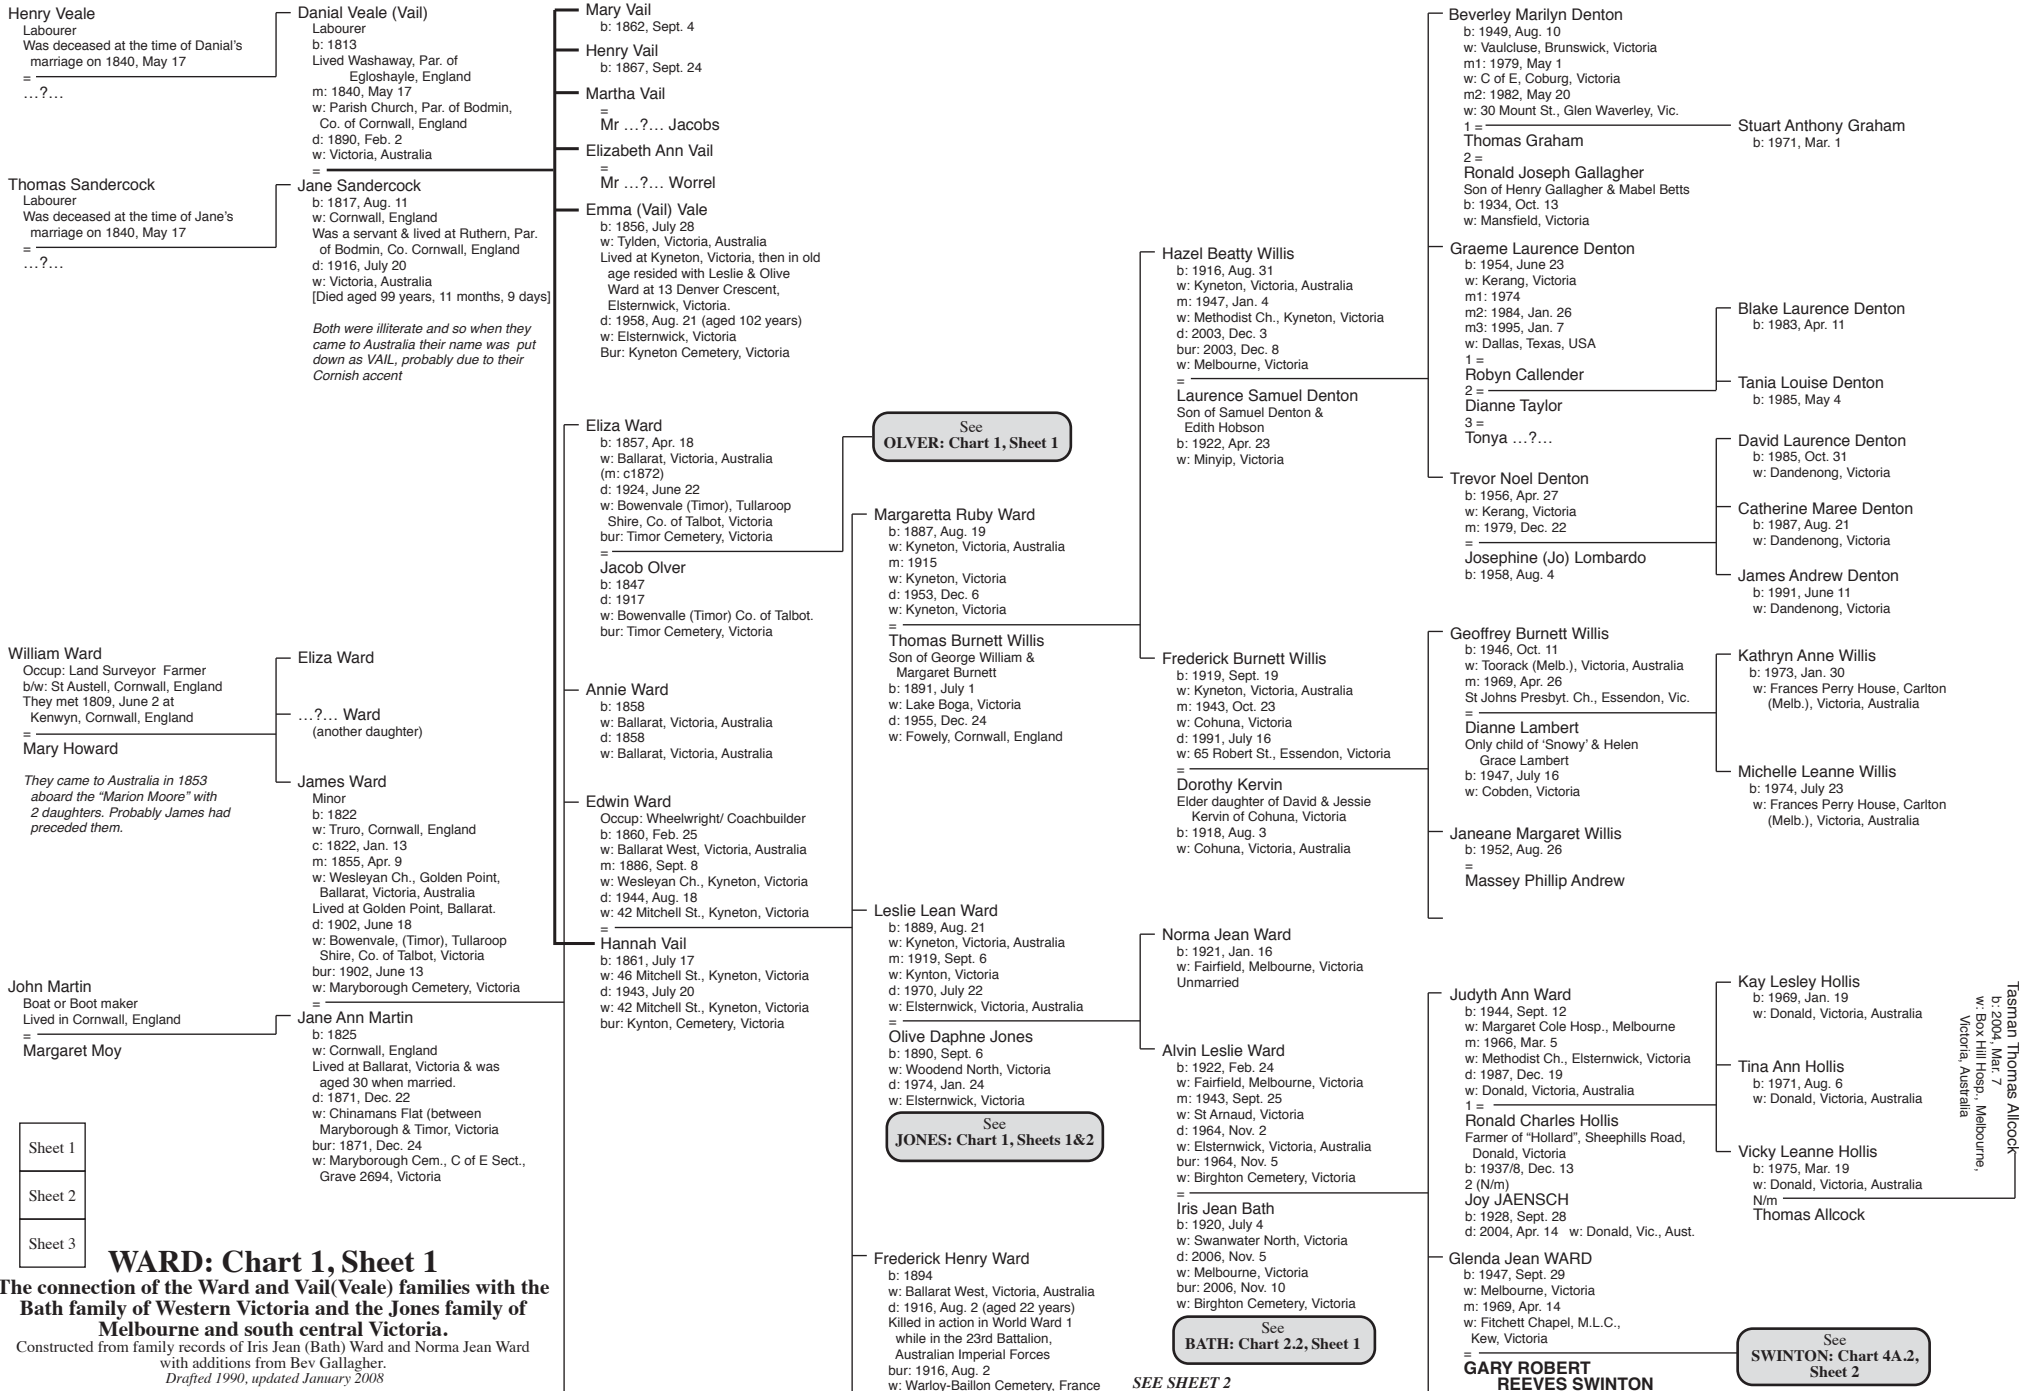 Henry Veale
Labourer
Was deceased at the time of Danial's
marriage on 1840, May 17
=
...?...
Thomas Sandercock
Labourer
Was deceased at the time of Jane's
marriage on 1840, May 17
=
...?...
William Ward
Occup: Land Surveyor Farmer
b/w: St Austell, Cornwall, England
They met 1809, June 2 at
Kenwyn, Cornwall, England
=
Mary Howard
They came to Australia in 1853
aboard the “Marion Moore” with
2 daughters. Probably James had
preceded them.
John Martin
Boat or Boot maker
Lived in Cornwall, England
=
Margaret Moy
Sheet 1
Sheet 2
Sheet 3
Danial Veale (Vail)
Labourer
b: 1813
Lived Washaway, Par. of
Egloshayle, England
m: 1840, May 17
w: Parish Church, Par. of Bodmin,
Co. of Cornwall, England
d: 1890, Feb. 2
w: Victoria, Australia
=
Jane Sandercock
b: 1817, Aug. 11
w: Cornwall, England
Was a servant & lived at Ruthern, Par.
of Bodmin, Co. Cornwall, England
d: 1916, July 20
w: Victoria, Australia
[Died aged 99 years, 11 months, 9 days]
Both were illiterate and so when they
came to Australia their name was put
down as VAIL, probably due to their
Cornish accent
Eliza Ward
...?... Ward
(another daughter)
James Ward
Minor
b: 1822
w: Truro, Cornwall, England
c: 1822, Jan. 13
m: 1855, Apr. 9
w: Wesleyan Ch., Golden Point,
Ballarat, Victoria, Australia
Lived at Golden Point, Ballarat.
d: 1902, June 18
w: Bowenvale, (Timor), Tullaroop
Shire, Co. of Talbot, Victoria
bur: 1902, June 13
w: Maryborough Cemetery, Victoria
=
Jane Ann Martin
b: 1825
w: Cornwall, England
Lived at Ballarat, Victoria & was
aged 30 when married.
d: 1871, Dec. 22
w: Chinamans Flat (between
Maryborough & Timor, Victoria
bur: 1871, Dec. 24
w: Maryborough Cem., C of E Sect.,
Grave 2694, Victoria
WARD: Chart 1, Sheet 1
The connection of the Ward and Vail(Veale) families with the
Bath family of Western Victoria and the Jones family of
Melbourne and south central Victoria.
Constructed from family records of Iris Jean (Bath) Ward and Norma Jean Ward
with additions from Bev Gallagher.
Drafted 1990, updated January 2008
Mary Vail
b: 1862, Sept. 4
Henry Vail
b: 1867, Sept. 24
Martha Vail
=
Mr ...?... Jacobs
Elizabeth Ann Vail
=
Mr ...?... Worrel
Emma (Vail) Vale
b: 1856, July 28
w: Tylden, Victoria, Australia
Lived at Kyneton, Victoria, then in old
age resided with Leslie & Olive
Ward at 13 Denver Crescent,
Elsternwick, Victoria.
d: 1958, Aug. 21 (aged 102 years)
w: Elsternwick, Victoria
Bur: Kyneton Cemetery, Victoria
Eliza Ward
b: 1857, Apr. 18
w: Ballarat, Victoria, Australia
(m: c1872)
d: 1924, June 22
w: Bowenvale (Timor), Tullaroop
Shire, Co. of Talbot, Victoria
bur: Timor Cemetery, Victoria
=
Jacob Olver
b: 1847
d: 1917
w: Bowenvalle (Timor) Co. of Talbot.
bur: Timor Cemetery, Victoria
Annie Ward
b: 1858
w: Ballarat, Victoria, Australia
d: 1858
w: Ballarat, Victoria, Australia
Edwin Ward
Occup: Wheelwright/ Coachbuilder
b: 1860, Feb. 25
w: Ballarat West, Victoria, Australia
m: 1886, Sept. 8
w: Wesleyan Ch., Kyneton, Victoria
d: 1944, Aug. 18
w: 42 Mitchell St., Kyneton, Victoria
=
Hannah Vail
b: 1861, July 17
w: 46 Mitchell St., Kyneton, Victoria
d: 1943, July 20
w: 42 Mitchell St., Kyneton, Victoria
bur: Kynton, Cemetery, Victoria
See
OLVER: Chart 1, Sheet 1
Margaretta Ruby Ward
b: 1887, Aug. 19
w: Kyneton, Victoria, Australia
m: 1915
w: Kyneton, Victoria
d: 1953, Dec. 6
w: Kyneton, Victoria
=
Thomas Burnett Willis
Son of George William &
Margaret Burnett
b: 1891, July 1
w: Lake Boga, Victoria
d: 1955, Dec. 24
w: Fowely, Cornwall, England
Leslie Lean Ward
b: 1889, Aug. 21
w: Kyneton, Victoria, Australia
m: 1919, Sept. 6
w: Kynton, Victoria
d: 1970, July 22
w: Elsternwick, Victoria, Australia
=
Olive Daphne Jones
b: 1890, Sept. 6
w: Woodend North, Victoria
d: 1974, Jan. 24
w: Elsternwick, Victoria
See
JONES: Chart 1, Sheets 1&2
Frederick Henry Ward
b: 1894
w: Ballarat West, Victoria, Australia
d: 1916, Aug. 2 (aged 22 years)
Killed in action in World Ward 1
while in the 23rd Battalion,
Australian Imperial Forces
bur: 1916, Aug. 2
w: Warloy-Baillon Cemetery, France
Hazel Beatty Willis
b: 1916, Aug. 31
w: Kyneton, Victoria, Australia
m: 1947, Jan. 4
w: Methodist Ch., Kyneton, Victoria
d: 2003, Dec. 3
bur: 2003, Dec. 8
w: Melbourne, Victoria
=
Laurence Samuel Denton
Son of Samuel Denton &
Edith Hobson
b: 1922, Apr. 23
w: Minyip, Victoria
Frederick Burnett Willis
b: 1919, Sept. 19
w: Kyneton, Victoria, Australia
m: 1943, Oct. 23
w: Cohuna, Victoria
d: 1991, July 16
w: 65 Robert St., Essendon, Victoria
=
Dorothy Kervin
Elder daughter of David & Jessie
Kervin of Cohuna, Victoria
b: 1918, Aug. 3
w: Cohuna, Victoria, Australia
Norma Jean Ward
b: 1921, Jan. 16
w: Fairfield, Melbourne, Victoria
Unmarried
Alvin Leslie Ward
b: 1922, Feb. 24
w: Fairfield, Melbourne, Victoria
m: 1943, Sept. 25
w: St Arnaud, Victoria
d: 1964, Nov. 2
w: Elsternwick, Victoria, Australia
bur: 1964, Nov. 5
w: Birghton Cemetery, Victoria
=
Iris Jean Bath
b: 1920, July 4
w: Swanwater North, Victoria
d: 2006, Nov. 5
w: Melbourne, Victoria
bur: 2006, Nov. 10
w: Birghton Cemetery, Victoria
See
BATH: Chart 2.2, Sheet 1
SEE SHEET 2
Beverley Marilyn Denton
b: 1949, Aug. 10
w: Vaulcluse, Brunswick, Victoria
m1: 1979, May 1
w: C of E, Coburg, Victoria
m2: 1982, May 20
w: 30 Mount St., Glen Waverley, Vic.
1 =
Thomas Graham
2 =
Ronald Joseph Gallagher
Son of Henry Gallagher & Mabel Betts
b: 1934, Oct. 13
w: Mansfield, Victoria
Graeme Laurence Denton
b: 1954, June 23
w: Kerang, Victoria
m1: 1974
m2: 1984, Jan. 26
m3: 1995, Jan. 7
w: Dallas, Texas, USA
1 =
Robyn Callender
2 =
Dianne Taylor
3 =
Tonya ...?...
Trevor Noel Denton
b: 1956, Apr. 27
w: Kerang, Victoria
m: 1979, Dec. 22
=
Josephine (Jo) Lombardo
b: 1958, Aug. 4
Geoffrey Burnett Willis
b: 1946, Oct. 11
w: Toorack (Melb.), Victoria, Australia
m: 1969, Apr. 26
St Johns Presbyt. Ch., Essendon, Vic.
=
Dianne Lambert
Only child of ‘Snowy’ & Helen
Grace Lambert
b: 1947, July 16
w: Cobden, Victoria
Janeane Margaret Willis
b: 1952, Aug. 26
=
Massey Phillip Andrew
Judyth Ann Ward
b: 1944, Sept. 12
w: Margaret Cole Hosp., Melbourne
m: 1966, Mar. 5
w: Methodist Ch., Elsternwick, Victoria
d: 1987, Dec. 19
w: Donald, Victoria, Australia
1 =
Ronald Charles Hollis
Farmer of “Hollard”, Sheephills Road,
Donald, Victoria
b: 1937/8, Dec. 13
2 (N/m)
Joy JAENSCH
b: 1928, Sept. 28
d: 2004, Apr. 14 w: Donald, Vic., Aust.
Glenda Jean WARD
b: 1947, Sept. 29
w: Melbourne, Victoria
m: 1969, Apr. 14
w: Fitchett Chapel, M.L.C.,
Kew, Victoria
=
GARY ROBERT
REEVES SWINTON
Stuart Anthony Graham
b: 1971, Mar. 1
Blake Laurence Denton
b: 1983, Apr. 11
Tania Louise Denton
b: 1985, May 4
David Laurence Denton
b: 1985, Oct. 31
w: Dandenong, Victoria
Catherine Maree Denton
b: 1987, Aug. 21
w: Dandenong, Victoria
James Andrew Denton
b: 1991, June 11
w: Dandenong, Victoria
Kathryn Anne Willis
b: 1973, Jan. 30
w: Frances Perry House, Carlton
(Melb.), Victoria, Australia
Michelle Leanne Willis
b: 1974, July 23
w: Frances Perry House, Carlton
(Melb.), Victoria, Australia
Kay Lesley Hollis
b: 1969, Jan. 19
w: Donald, Victoria, Australia
Tina Ann Hollis
b: 1971, Aug. 6
w: Donald, Victoria, Australia
Vicky Leanne Hollis
b: 1975, Mar. 19
w: Donald, Victoria, Australia
N/m
Thomas Allcock
Tasman Thomas Allcock
b: 2004, Mar. 7
w: Box Hill Hosp., Melbourne,
Victoria, Australia
See
SWINTON: Chart 4A.2,
Sheet 2